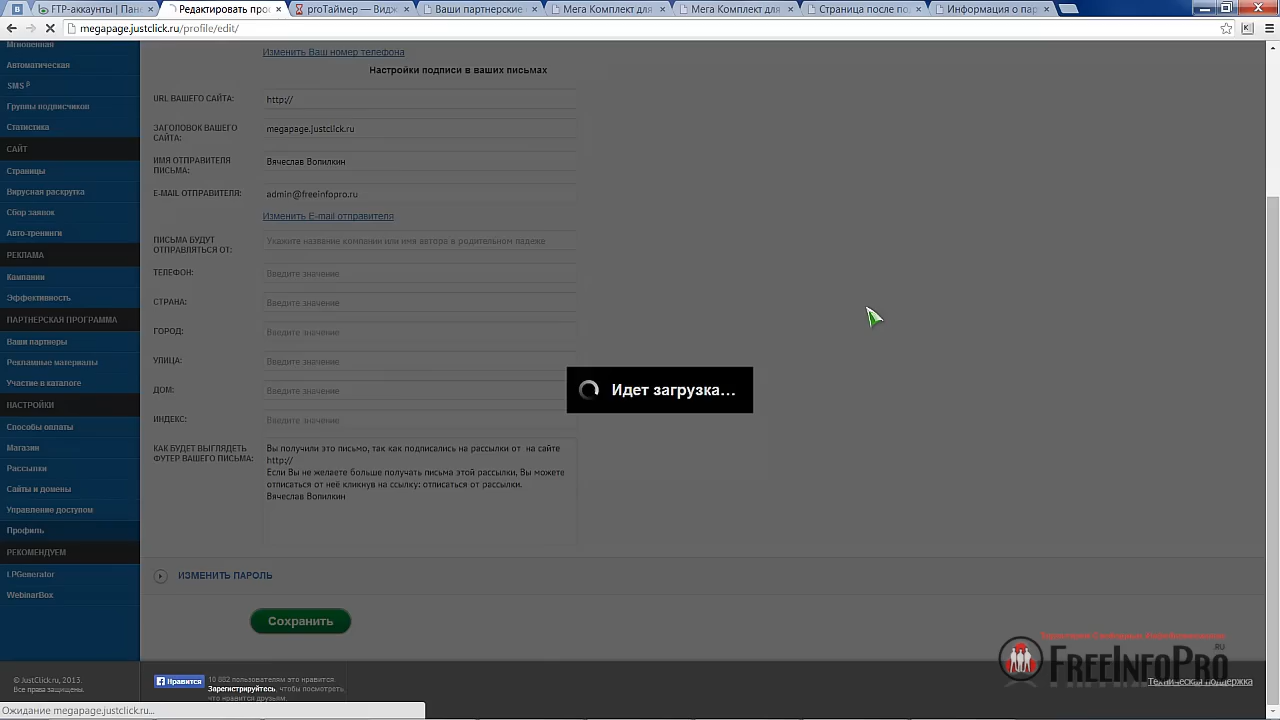 FTP-аккаунты | Пане
Редактировать про
proТаймер — Видж
Ваши партнерские
Мега Комплект для
Мега Комплект для
Страница после по
Информация о пар
megapage.justclick.ru/profile/edit/
Мгновенная
Автоматическая
SMS β
Группы подписчиков
Статистика
САЙТ
Страницы
Вирусная раскрутка
Сбор заявок
Авто-тренинги
РЕКЛАМА
Кампании
Эффективность
ПАРТНЕРСКАЯ ПРОГРАММА
Ваши партнеры
Рекламные материалы
Участие в каталоге
НАСТРОЙКИ
Способы оплаты
Магазин
Рассылки
Сайты и домены
Управление доступом
Профиль
РЕКОМЕНДУЕМ
LPGenerator
WebinarBox
Изменить Ваш номер телефона
Настройки подписи в ваших письмах
URL ВАШЕГО САЙТА:
http://
ЗАГОЛОВОК ВАШЕГО САЙТА:
megapage.justclick.ru
ИМЯ ОТПРАВИТЕЛЯ ПИСЬМА:
Вячеслав Вопилкин
E-MAIL ОТПРАВИТЕЛЯ:
admin@freeinfopro.ru
Изменить E-mail отправителя
ПИСЬМА БУДУТ ОТПРАВЛЯТЬСЯ ОТ:
Укажите название компании или имя автора в родительном падеже
ТЕЛЕФОН:
Введите значение
СТРАНА:
Введите значение
ГОРОД:
Введите значение
УЛИЦА:
Введите значение
ДОМ:
Введите значение
ИНДЕКС:
Введите значение
КАК БУДЕТ ВЫГЛЯДЕТЬ ФУТЕР ВАШЕГО ПИСЬМА:
Вы получили это письмо, так как подписались на рассылки от на сайте
http://
Если Вы не желаете больше получать письма этой рассылки, Вы можете
отписаться от неё кликнув на ссылку: отписаться от рассылки.
Вячеслав Вопилкин
Идет загрузка...
ИЗМЕНИТЬ ПАРОЛЬ
Сохранить
© JustClick.ru, 2013.
Все права защищены.
Нравится
10 882 пользователям это нравится.
Зарегистрируйтесь, чтобы посмотреть,
что нравится друзьям.
FREEINFOPRO
.RU
Техническая поддержка
Ожидание megapage.justclick.ru...